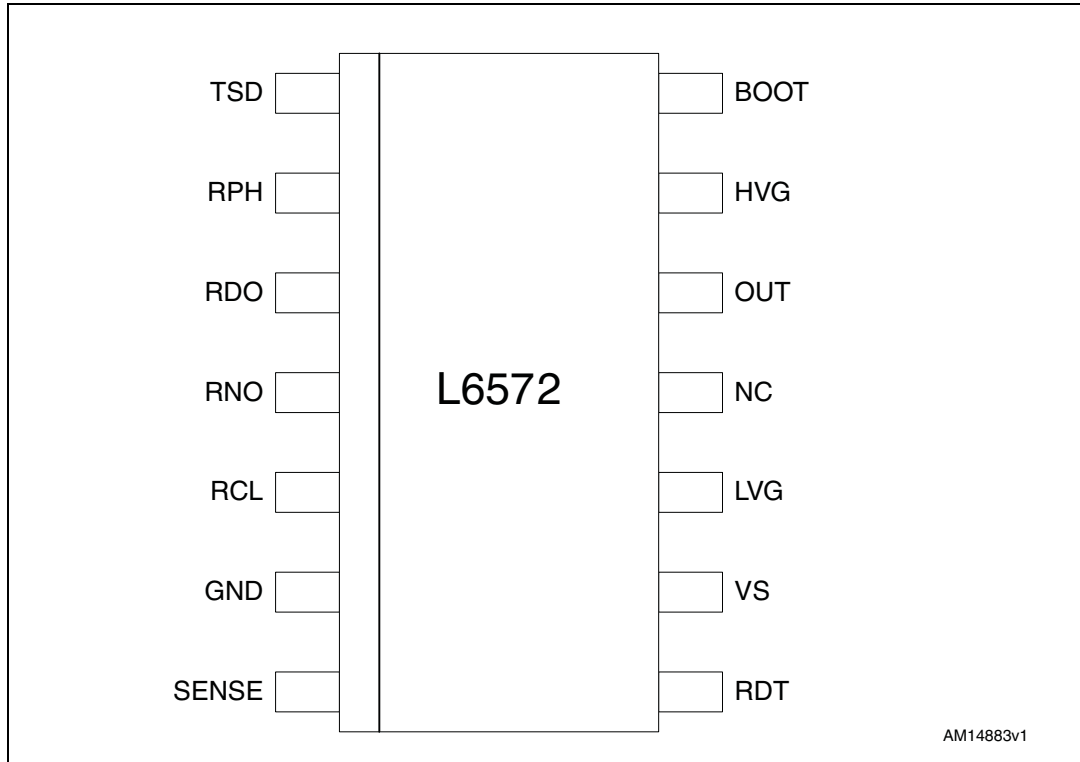 TSD BOOT
RPH HVG
RDO OUT
L6572
RNO NC
RCL LVG
GND VS
SENSE RDT
AM14883v1